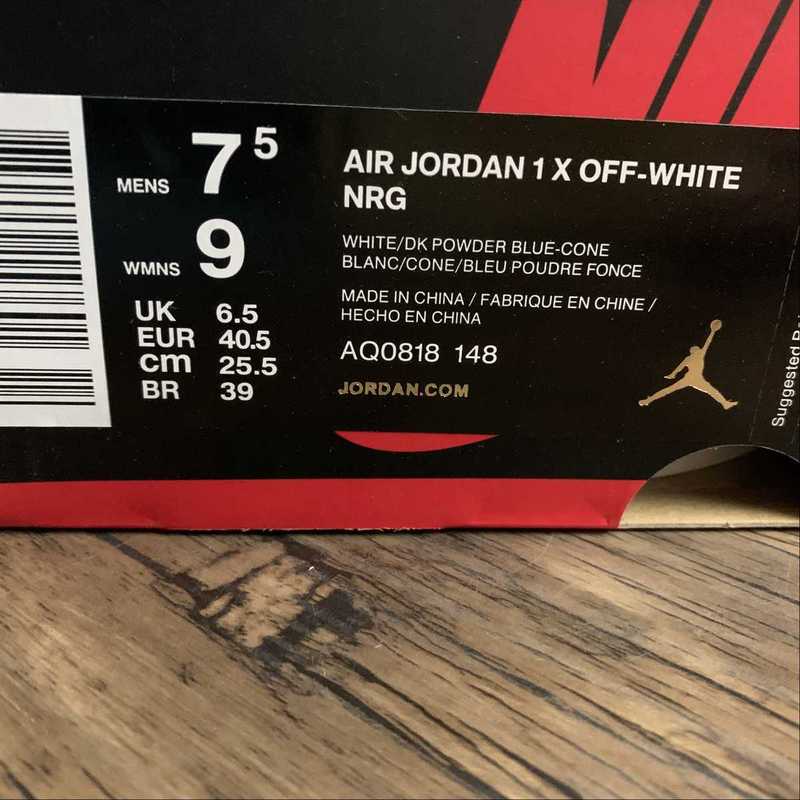 MENS 7 5
WMNS 9
UK 6.5
EUR 40.5
cm 25.5
BR 39
AIR JORDAN 1 X OFF-WHITE
NRG
WHITE/DK POWDER BLUE-CONE
BLANC/CONE/BLEU POUDRE FONCE
MADE IN CHINA / FABRIQUE EN CHINE /
HECHO EN CHINA
AQ0818 148
JORDAN.COM
Suggested